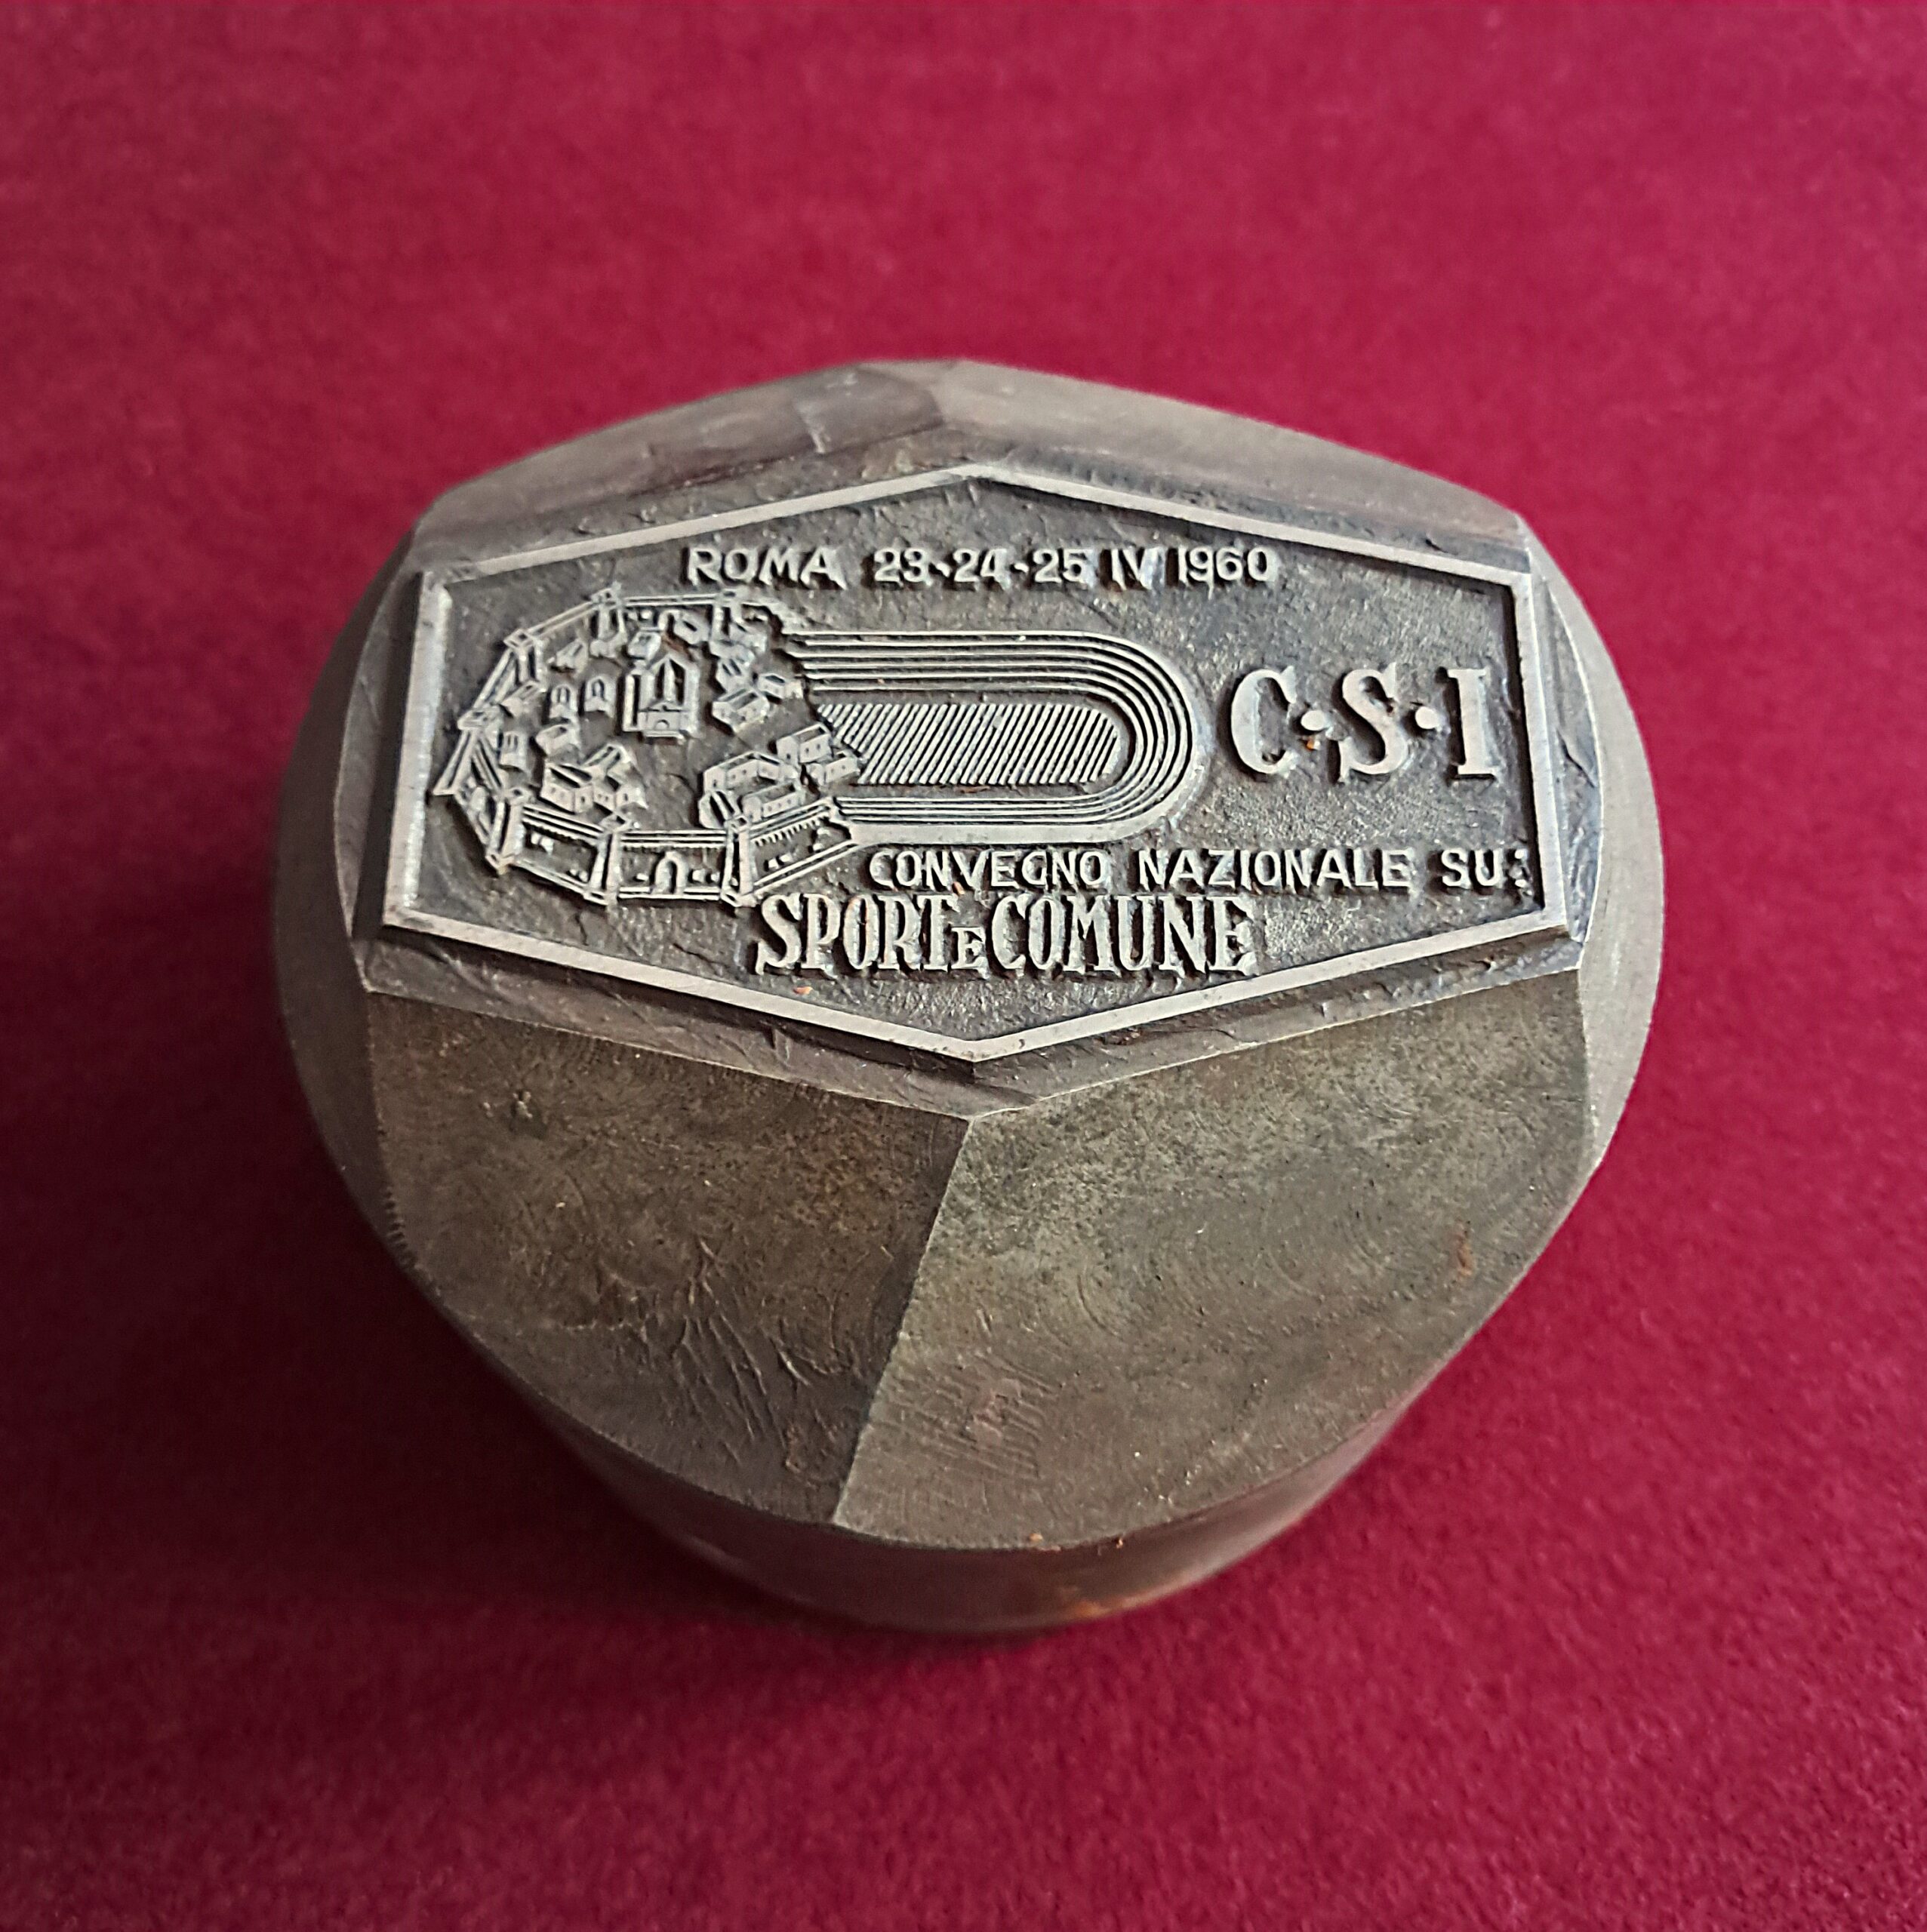 ROMA 23·24·25 IV 1960
C·S·I
CONVEGNO NAZIONALE SU:
SPORT E COMUNE